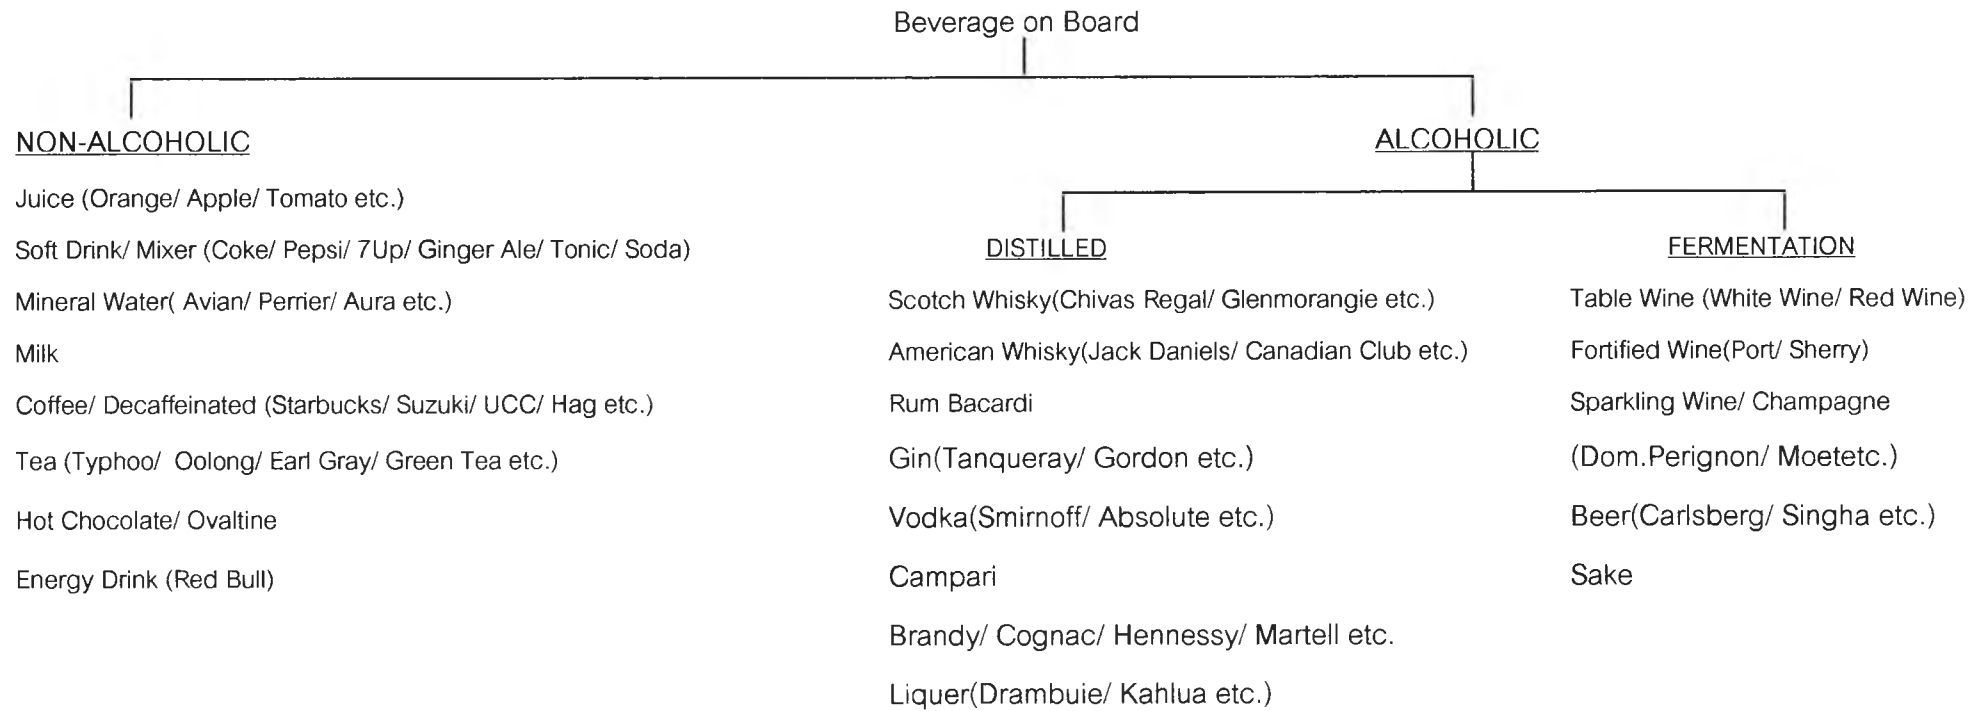 Beverage on Board
NON-ALCOHOLIC
Juice (Orange/ Apple/ Tomato etc.)
Soft Drink/ Mixer (Coke/ Pepsi/ 7Up/ Ginger Ale/ Tonic/ Soda)
Mineral Water( Avian/ Perrier/ Aura etc.)
Milk
Coffee/ Decaffeinated (Starbucks/ Suzuki/ UCC/ Hag etc.)
Tea (Typhoo/ Oolong/ Earl Gray/ Green Tea etc.)
Hot Chocolate/ Ovaltine
Energy Drink (Red Bull)
ALCOHOLIC
DISTILLED
Scotch Whisky(Chivas Regal/ Glenmorangie etc.)
American Whisky(Jack Daniels/ Canadian Club etc.)
Rum Bacardi
Gin(Tanqueray/ Gordon etc.)
Vodka(Smirnoff/ Absolute etc.)
Campari
Brandy/ Cognac/ Hennessy/ Martell etc.
Liquer(Drambuie/ Kahlua etc.)
FERMENTATION
Table Wine (White Wine/ Red Wine)
Fortified Wine(Port/ Sherry)
Sparkling Wine/ Champagne
(Dom.Perignon/ Moetetc.)
Beer(Carlsberg/ Singha etc.)
Sake